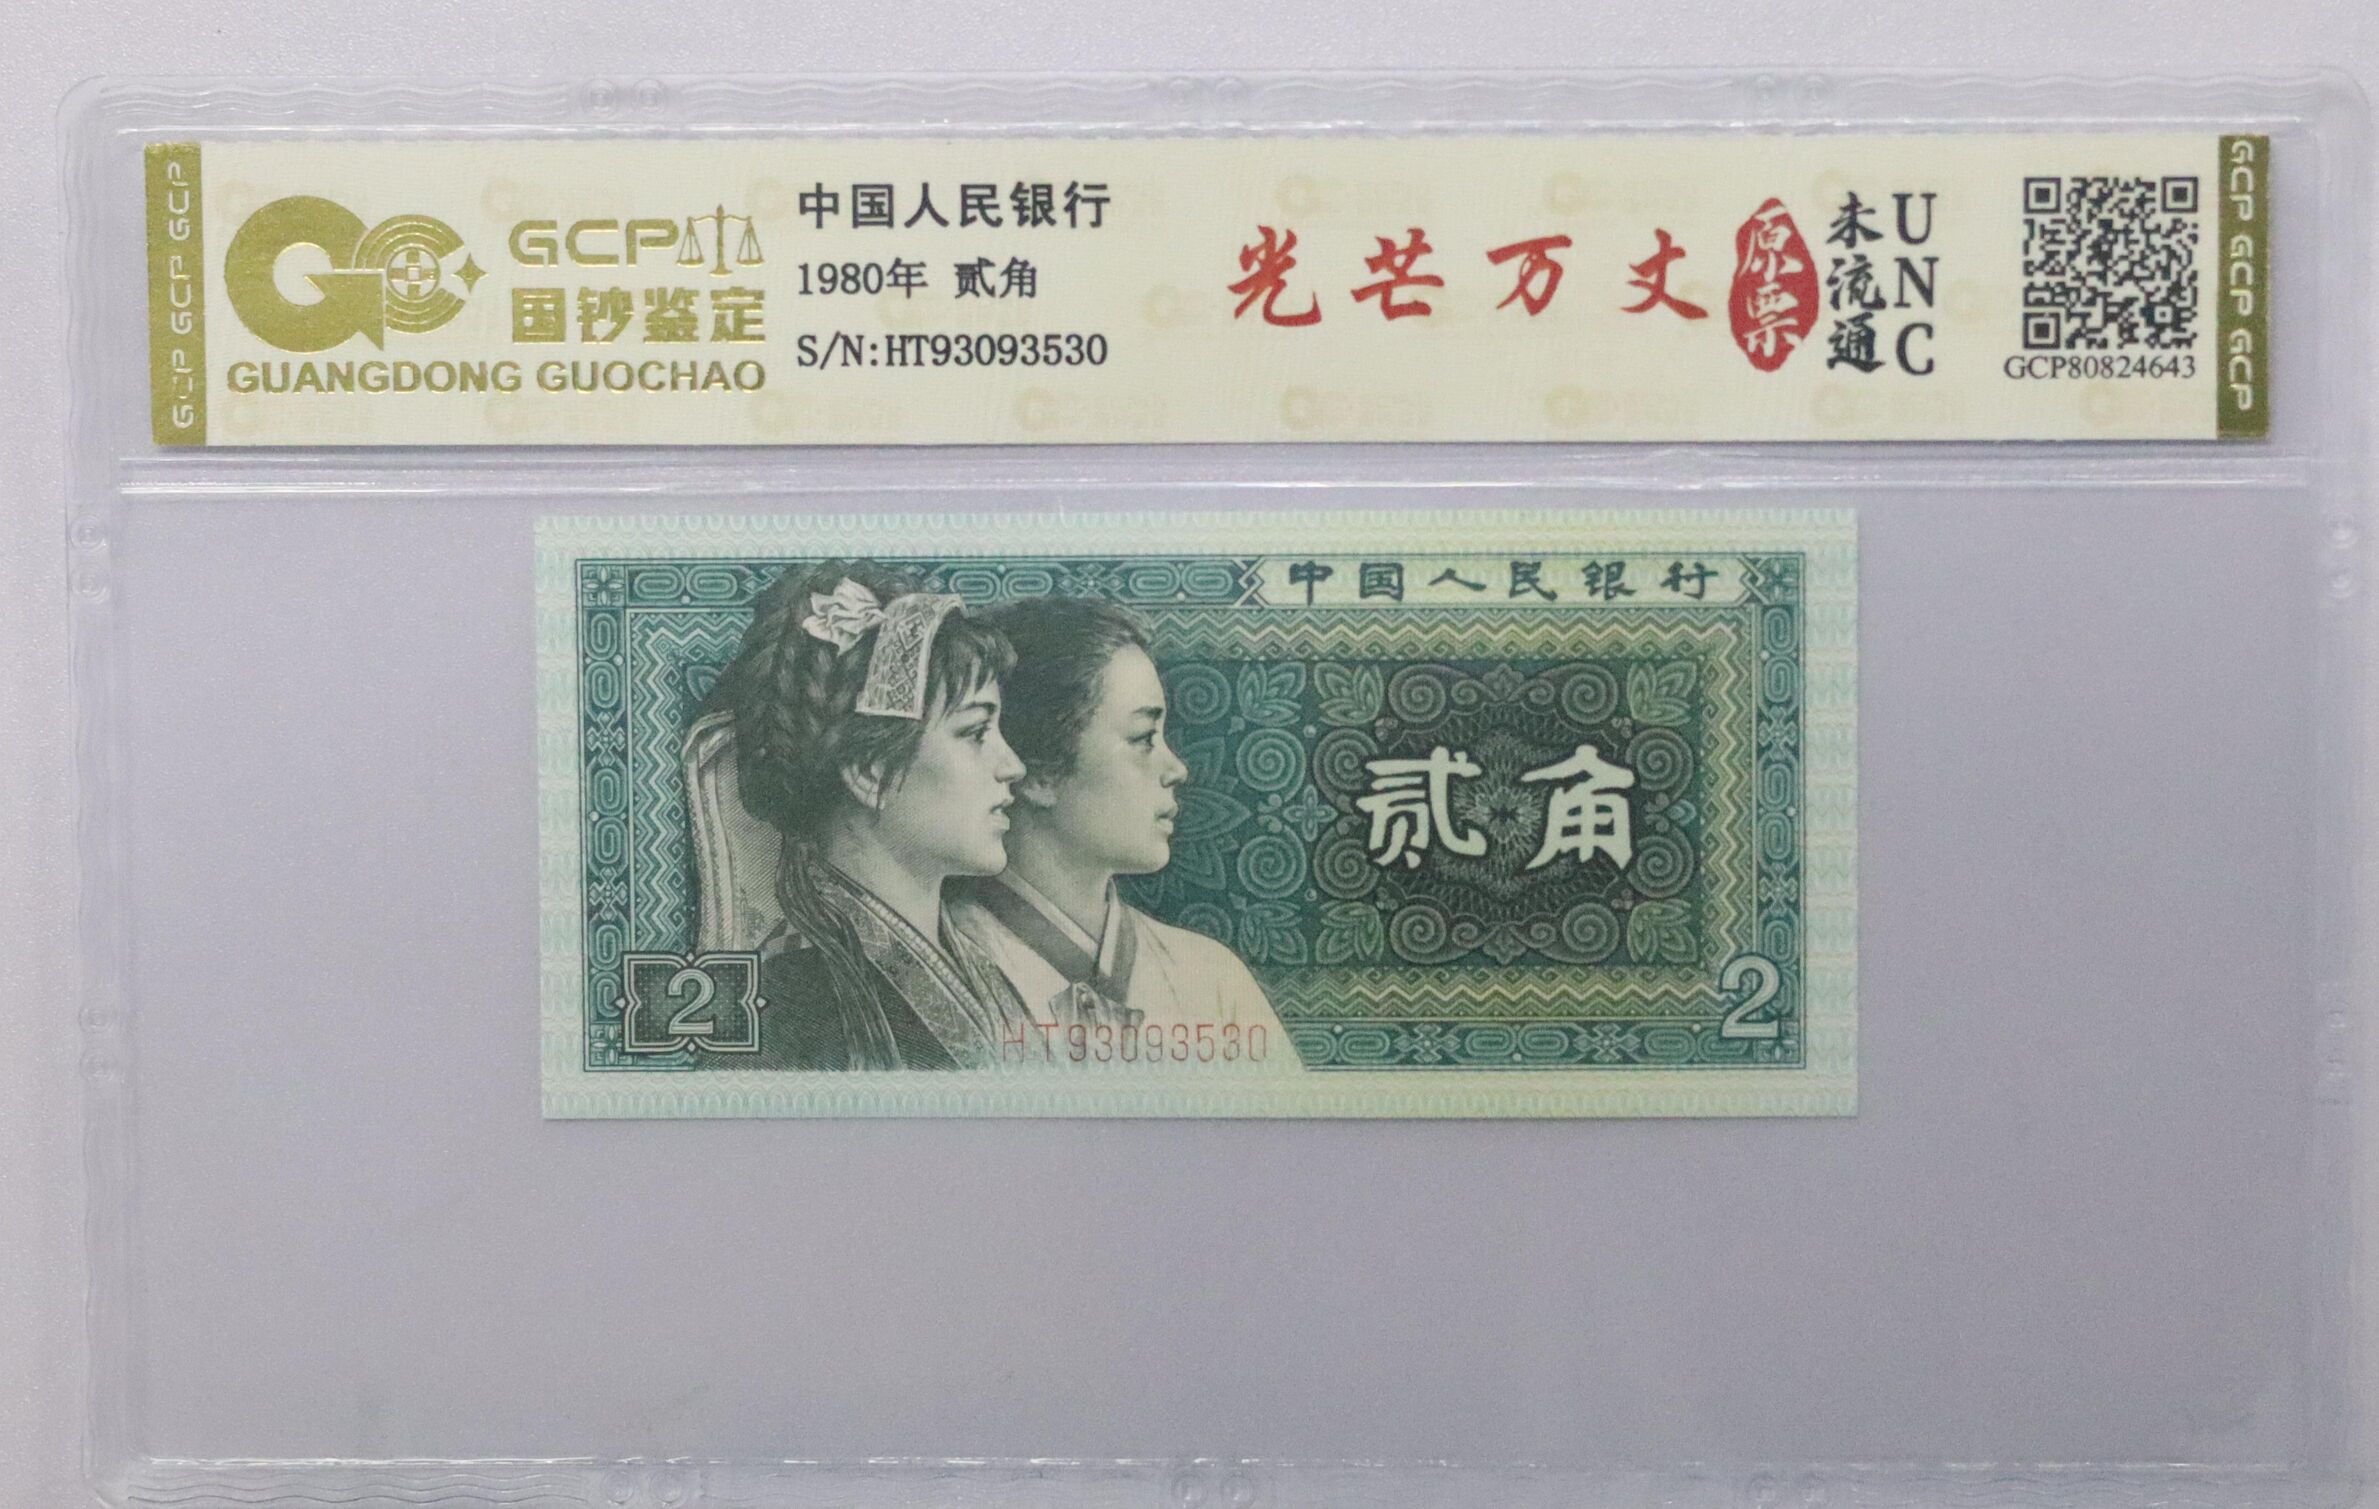 GCP GCP GCP
GCP
国钞鉴定
GUANGDONG GUOCHAO
中国人民银行
1980年 贰角
S/N:HT93093530
光芒万丈
原票
未流通
UNC
GCP80824643
GCP GCP GCP
中国人民银行
贰角
2
2
HT93093530